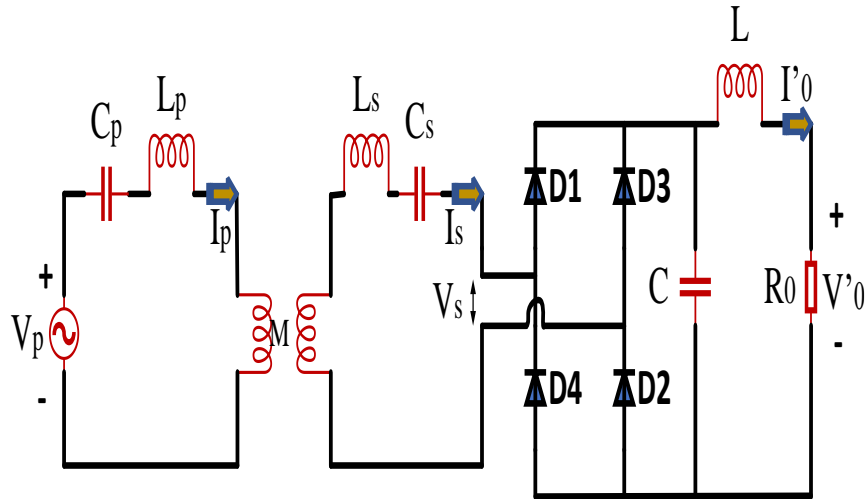 L
Lp
Ls
I'0
Cp
Cs
D1
D3
Ip
Is
+
+
Vs
C
R0
V'0
Vp
M
-
-
D4
D2